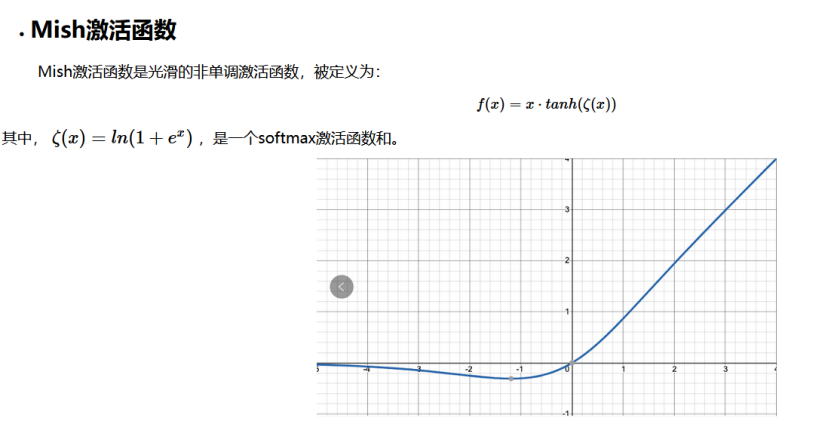 • Mish激活函数
Mish激活函数是光滑的非单调激活函数，被定义为：
f(x) = x · tanh(ζ(x))
其中， ζ(x) = ln(1 + e^x) ，是一个softmax激活函数和。
4
3
2
1
5 -4 -3 -2 -1 0 1 2 3 4
-1